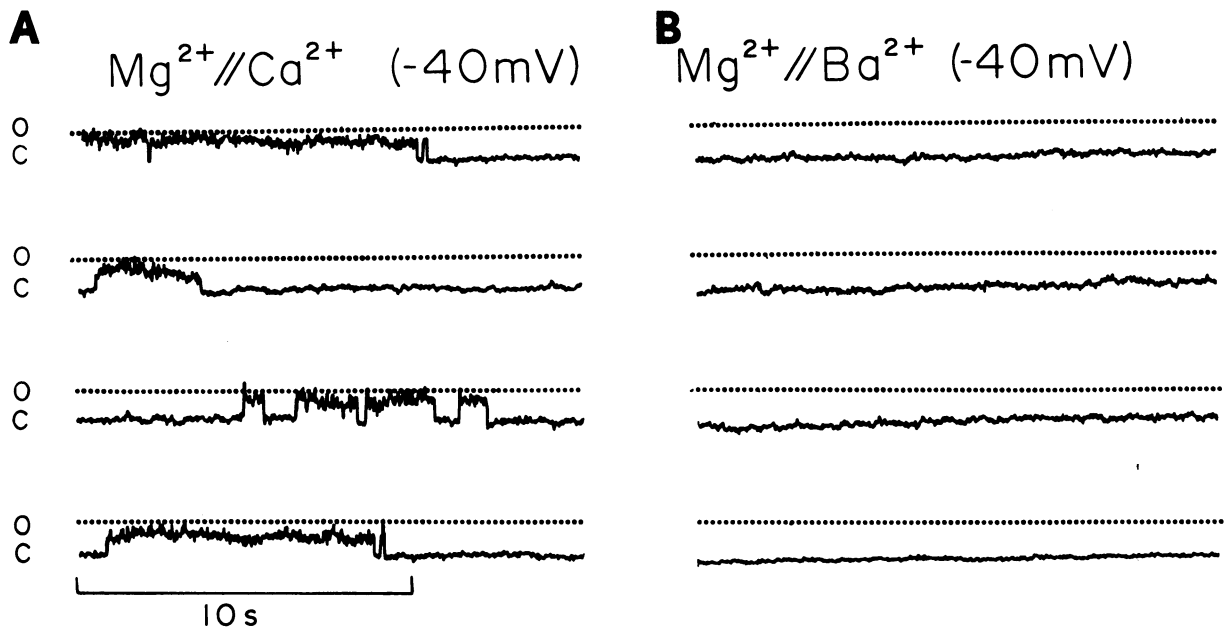 A
Mg²⁺//Ca²⁺ (-40mV)
O
C
O
C
O
C
O
C
10s
B
Mg²⁺//Ba²⁺ (-40mV)